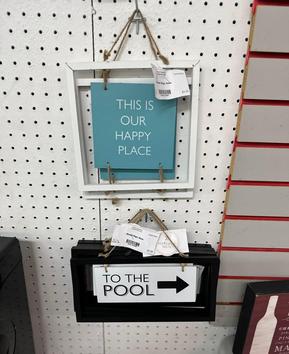 THIS IS
OUR
HAPPY
PLACE
TO THE
POOL